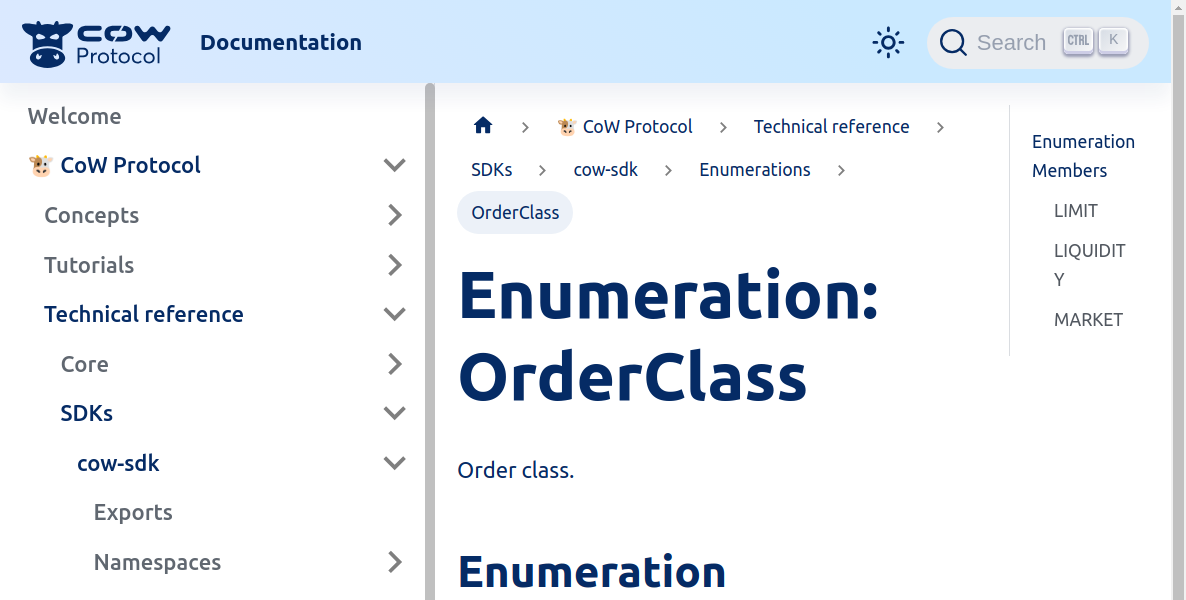 COW
Protocol
Documentation
Search
CTRL
K
Welcome
CoW Protocol
Concepts
Tutorials
Technical reference
Core
SDKs
cow-sdk
Exports
Namespaces
CoW Protocol
Technical reference
SDKs
cow-sdk
Enumerations
OrderClass
Enumeration:
OrderClass
Order class.
Enumeration
Enumeration
Members
LIMIT
LIQUIDIT
Y
MARKET